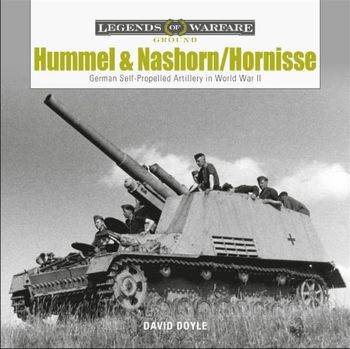 LEGENDS OF WARFARE
GROUND
Hummel & Nashorn/Hornisse
German Self-Propelled Artillery in World War II
DAVID DOYLE